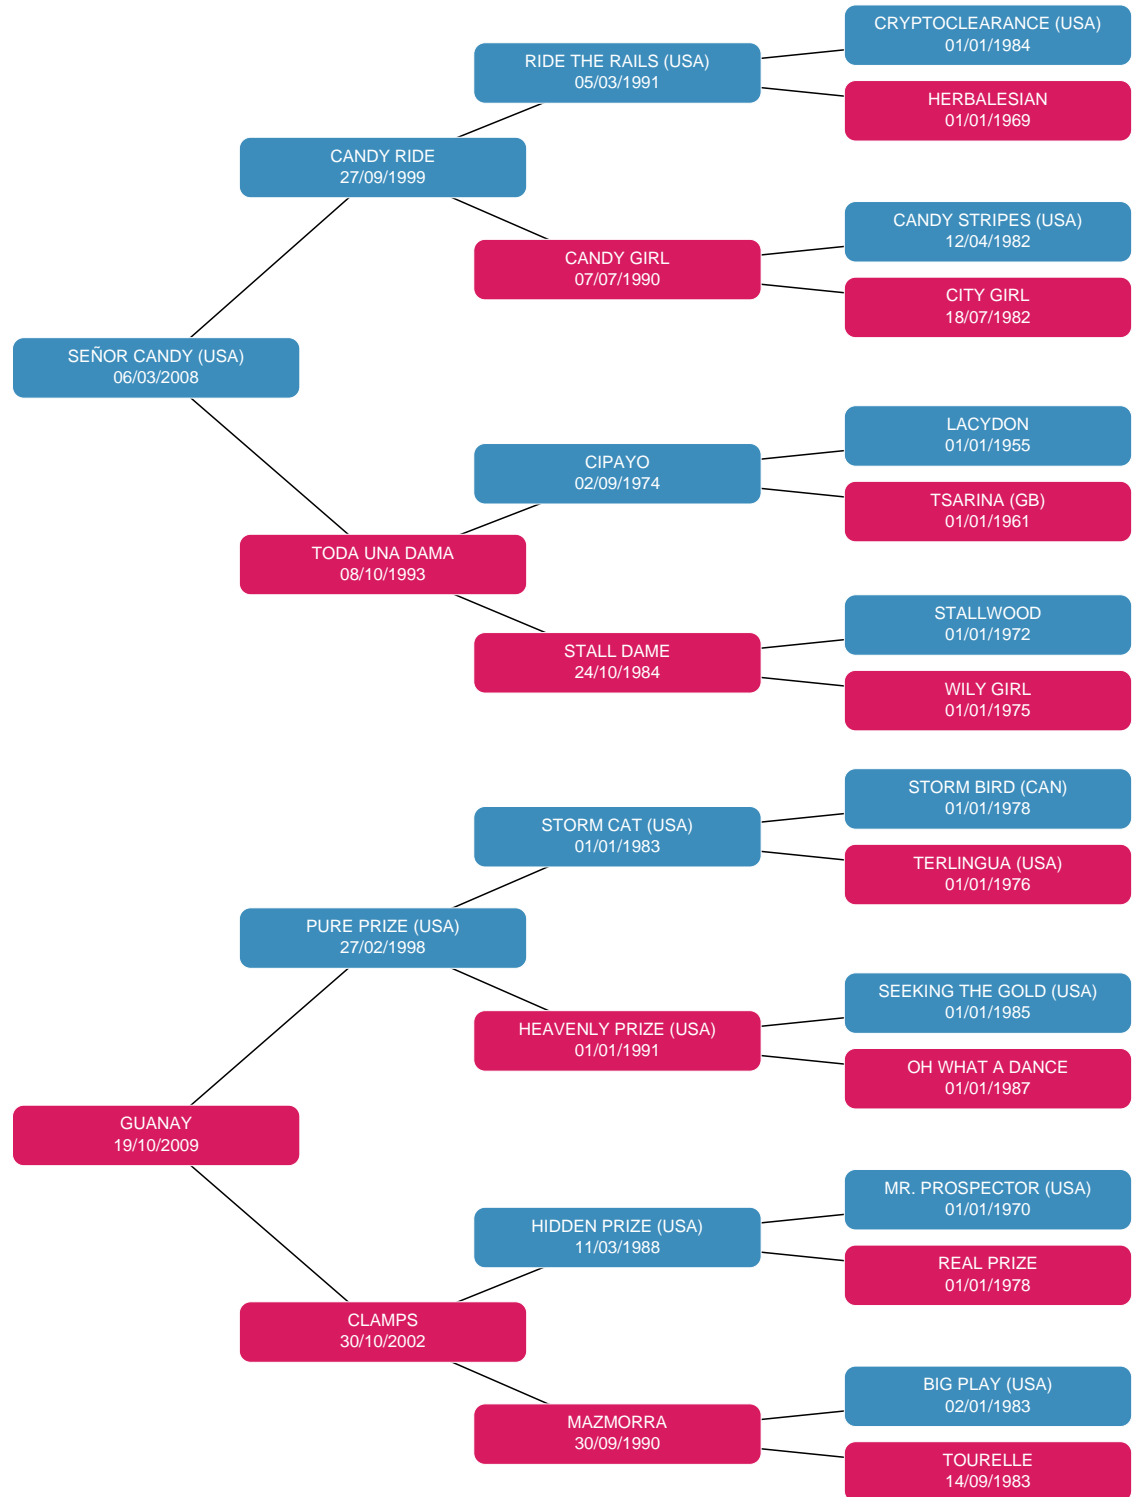 CRYPTOCLEARANCE (USA)
01/01/1984
RIDE THE RAILS (USA)
05/03/1991
HERBALESIAN
01/01/1969
CANDY RIDE
27/09/1999
CANDY STRIPES (USA)
12/04/1982
CANDY GIRL
07/07/1990
CITY GIRL
18/07/1982
SEÑOR CANDY (USA)
06/03/2008
LACYDON
01/01/1955
CIPAYO
02/09/1974
TSARINA (GB)
01/01/1961
TODA UNA DAMA
08/10/1993
STALLWOOD
01/01/1972
STALL DAME
24/10/1984
WILY GIRL
01/01/1975
STORM BIRD (CAN)
01/01/1978
STORM CAT (USA)
01/01/1983
TERLINGUA (USA)
01/01/1976
PURE PRIZE (USA)
27/02/1998
SEEKING THE GOLD (USA)
01/01/1985
HEAVENLY PRIZE (USA)
01/01/1991
OH WHAT A DANCE
01/01/1987
GUANAY
19/10/2009
MR. PROSPECTOR (USA)
01/01/1970
HIDDEN PRIZE (USA)
11/03/1988
REAL PRIZE
01/01/1978
CLAMPS
30/10/2002
BIG PLAY (USA)
02/01/1983
MAZMORRA
30/09/1990
TOURELLE
14/09/1983